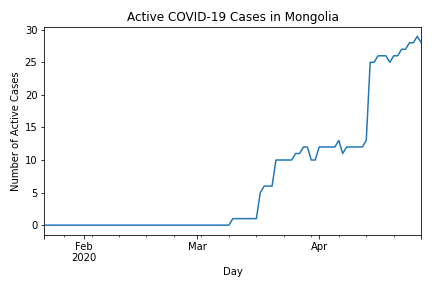 Active COVID-19 Cases in Mongolia
30
25
20
15
10
5
0
Number of Active Cases
Feb
2020
Mar
Apr
Day